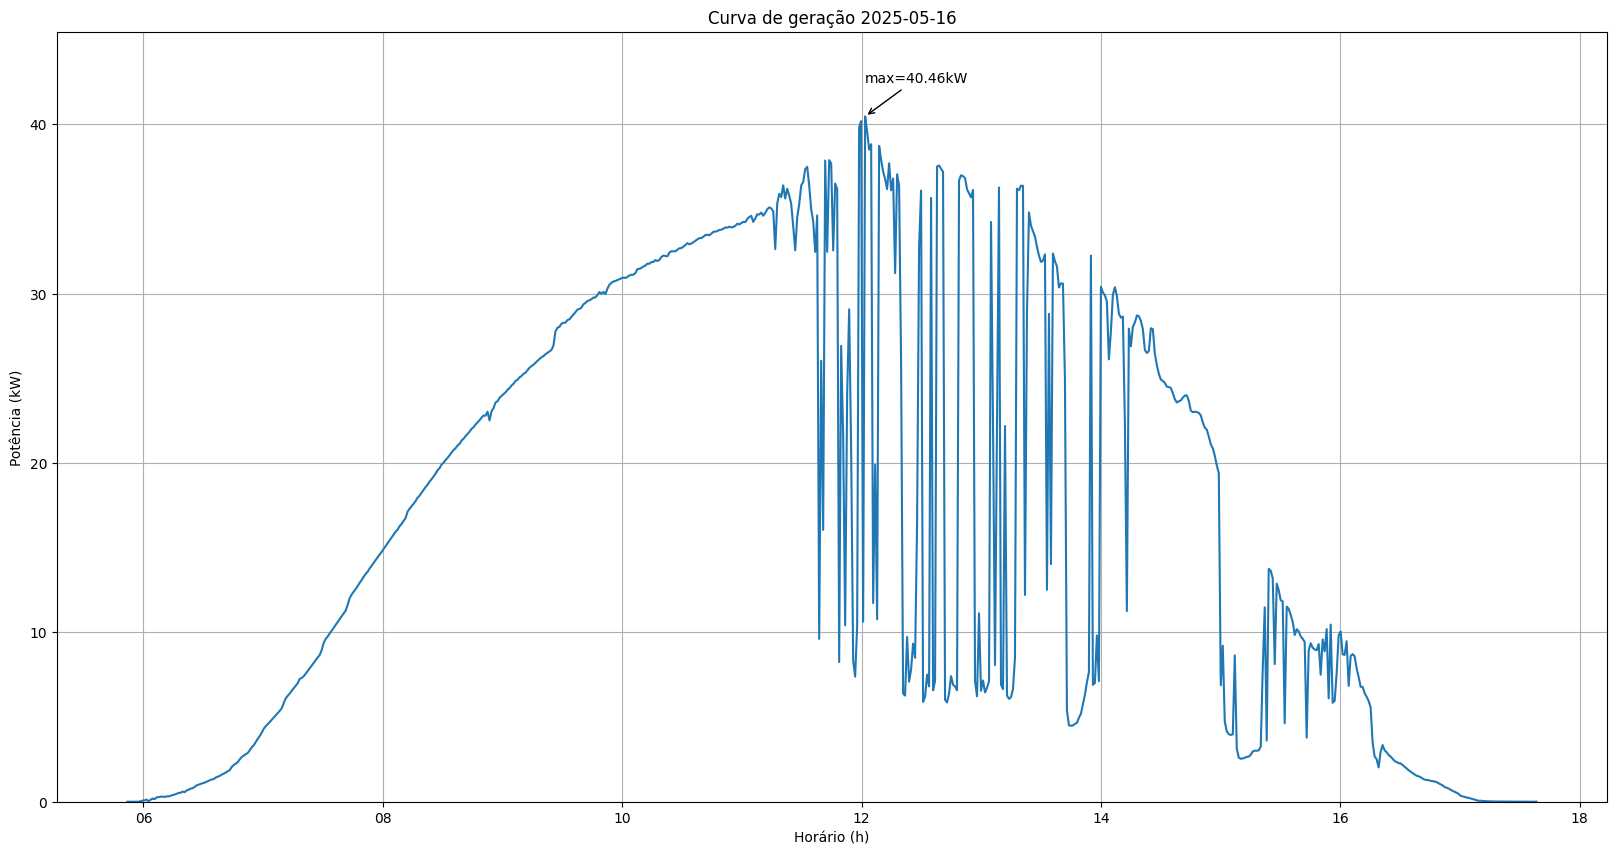 Curva de geração 2025-05-16
max=40.46kW
40
30
20
10
0
Potência (kW)
06 08 10 12 14 16 18
Horário (h)